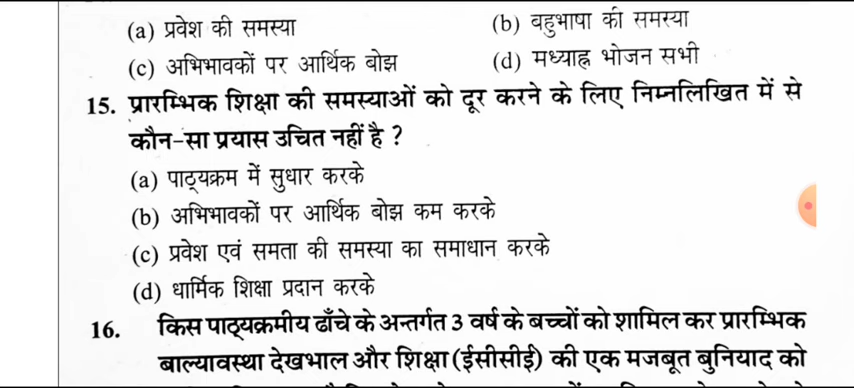 (a) प्रवेश की समस्या (b) बहुभाषा की समस्या
(c) अभिभावकों पर आर्थिक बोझ (d) मध्याह्न भोजन सभी
15. प्रारम्भिक शिक्षा की समस्याओं को दूर करने के लिए निम्नलिखित में से
कौन-सा प्रयास उचित नहीं है ?
(a) पाठ्यक्रम में सुधार करके
(b) अभिभावकों पर आर्थिक बोझ कम करके
(c) प्रवेश एवं समता की समस्या का समाधान करके
(d) धार्मिक शिक्षा प्रदान करके
16. किस पाठ्यक्रमीय ढाँचे के अन्तर्गत 3 वर्ष के बच्चों को शामिल कर प्रारम्भिक
बाल्यावस्था देखभाल और शिक्षा (ईसीसीई) की एक मजबूत बुनियाद को